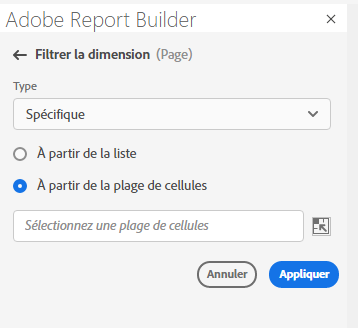 Adobe Report Builder
Filtrer la dimension (Page)
Type
Spécifique
À partir de la liste
À partir de la plage de cellules
Sélectionnez une plage de cellules
Annuler Appliquer